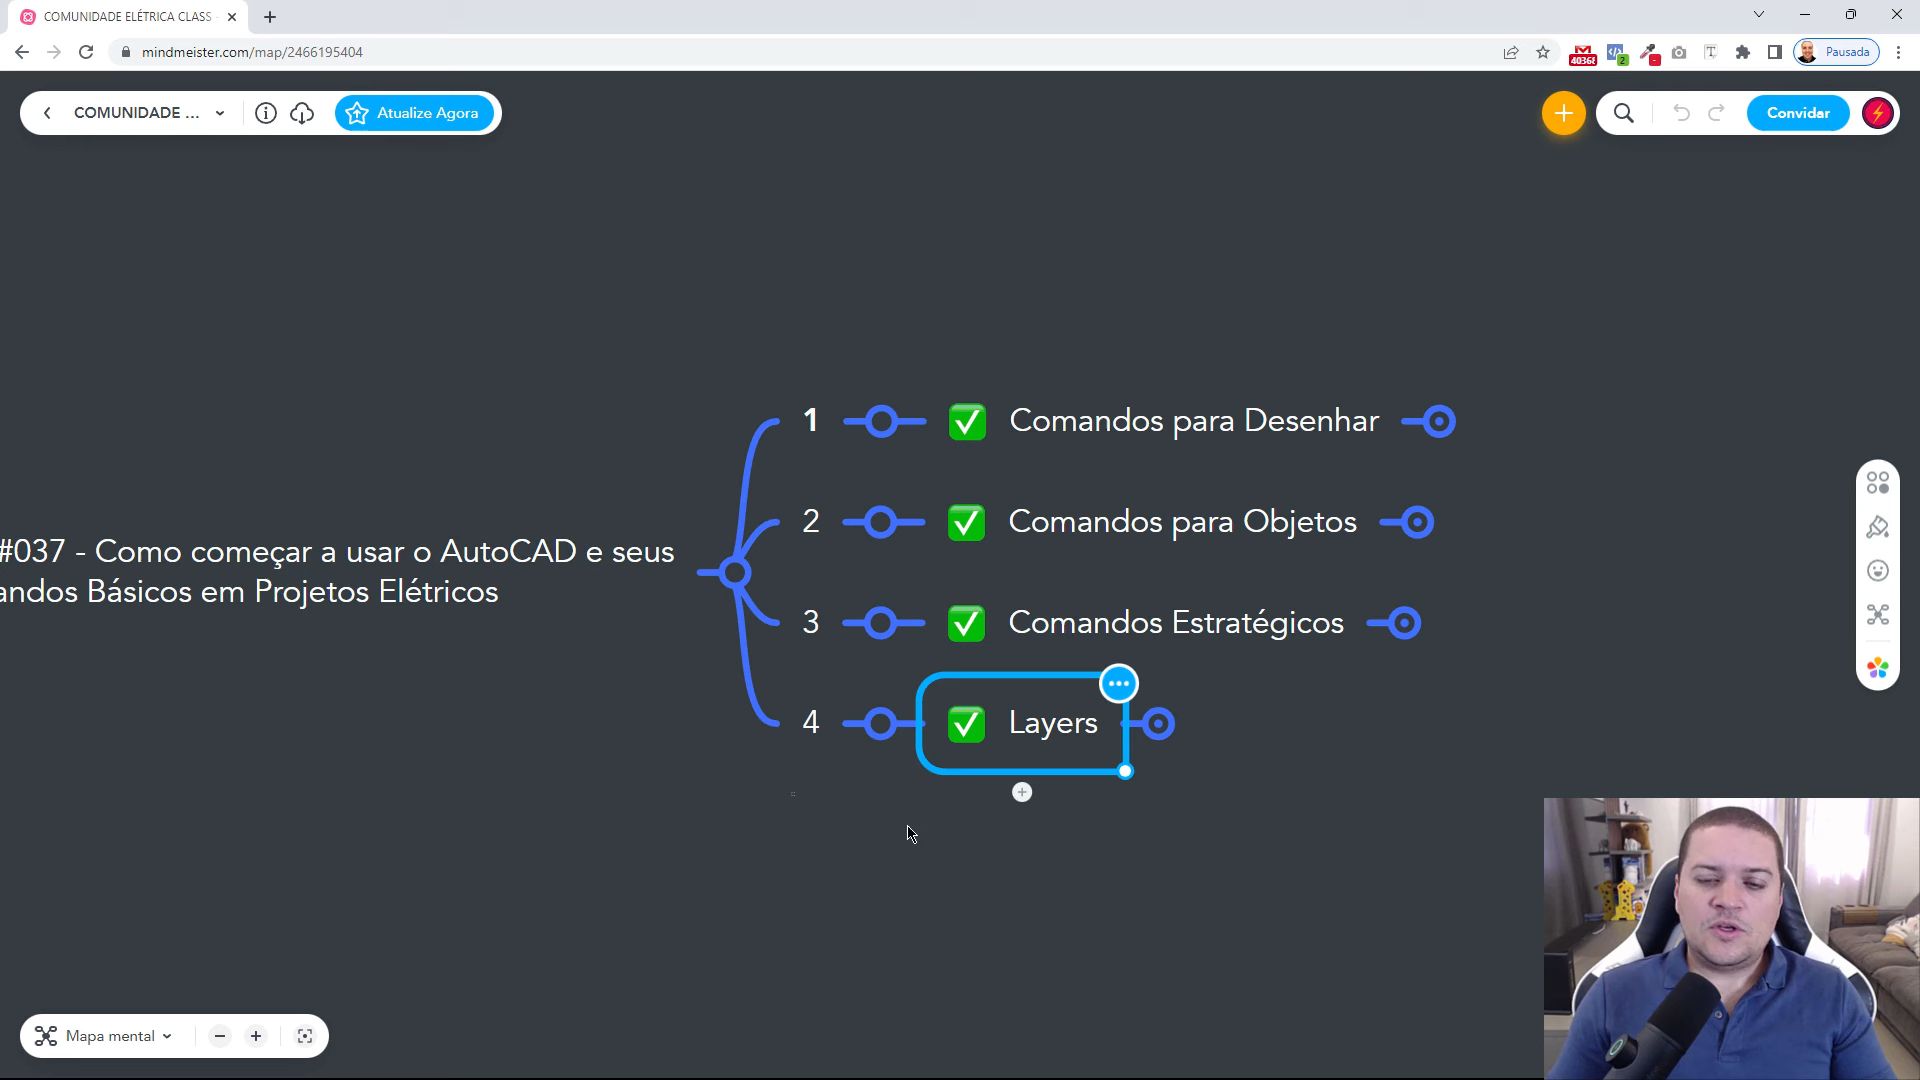 COMUNIDADE ELÉTRICA CLASS
mindmeister.com/map/2466195404
Pausada
COMUNIDADE ...
Atualize Agora
Convidar
1 Comandos para Desenhar
2 Comandos para Objetos
#037 - Como começar a usar o AutoCAD e seus
andos Básicos em Projetos Elétricos
3 Comandos Estratégicos
4 Layers
Mapa mental